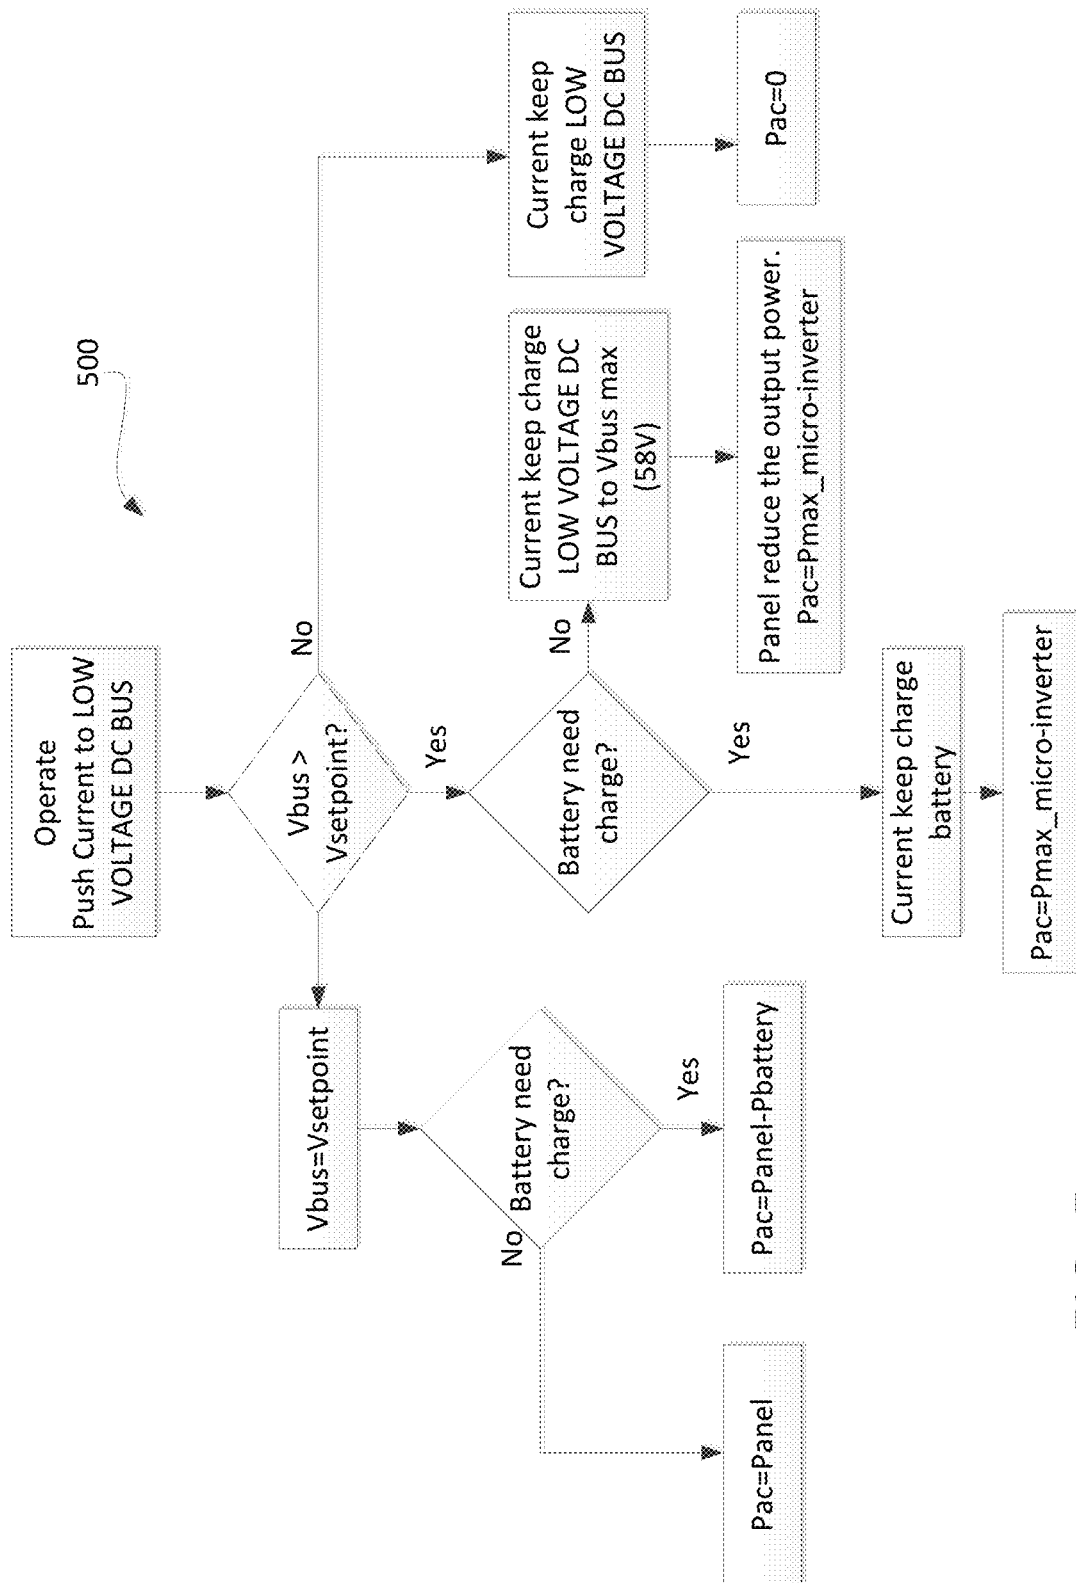 500
Operate
Push Current to LOW
VOLTAGE DC BUS
Vbus >
Vsetpoint?
No
Yes
Vbus=Vsetpoint
Battery need
charge?
No
Yes
Pac=Panel
Pac=Panel-Pbattery
Battery need
charge?
No
Yes
Current keep charge
LOW VOLTAGE DC
BUS to Vbus max
(58V)
Panel reduce the output power.
Pac=Pmax_micro-inverter
Current keep charge
battery
Pac=Pmax_micro-inverter
Current keep
charge LOW
VOLTAGE DC BUS
Pac=0